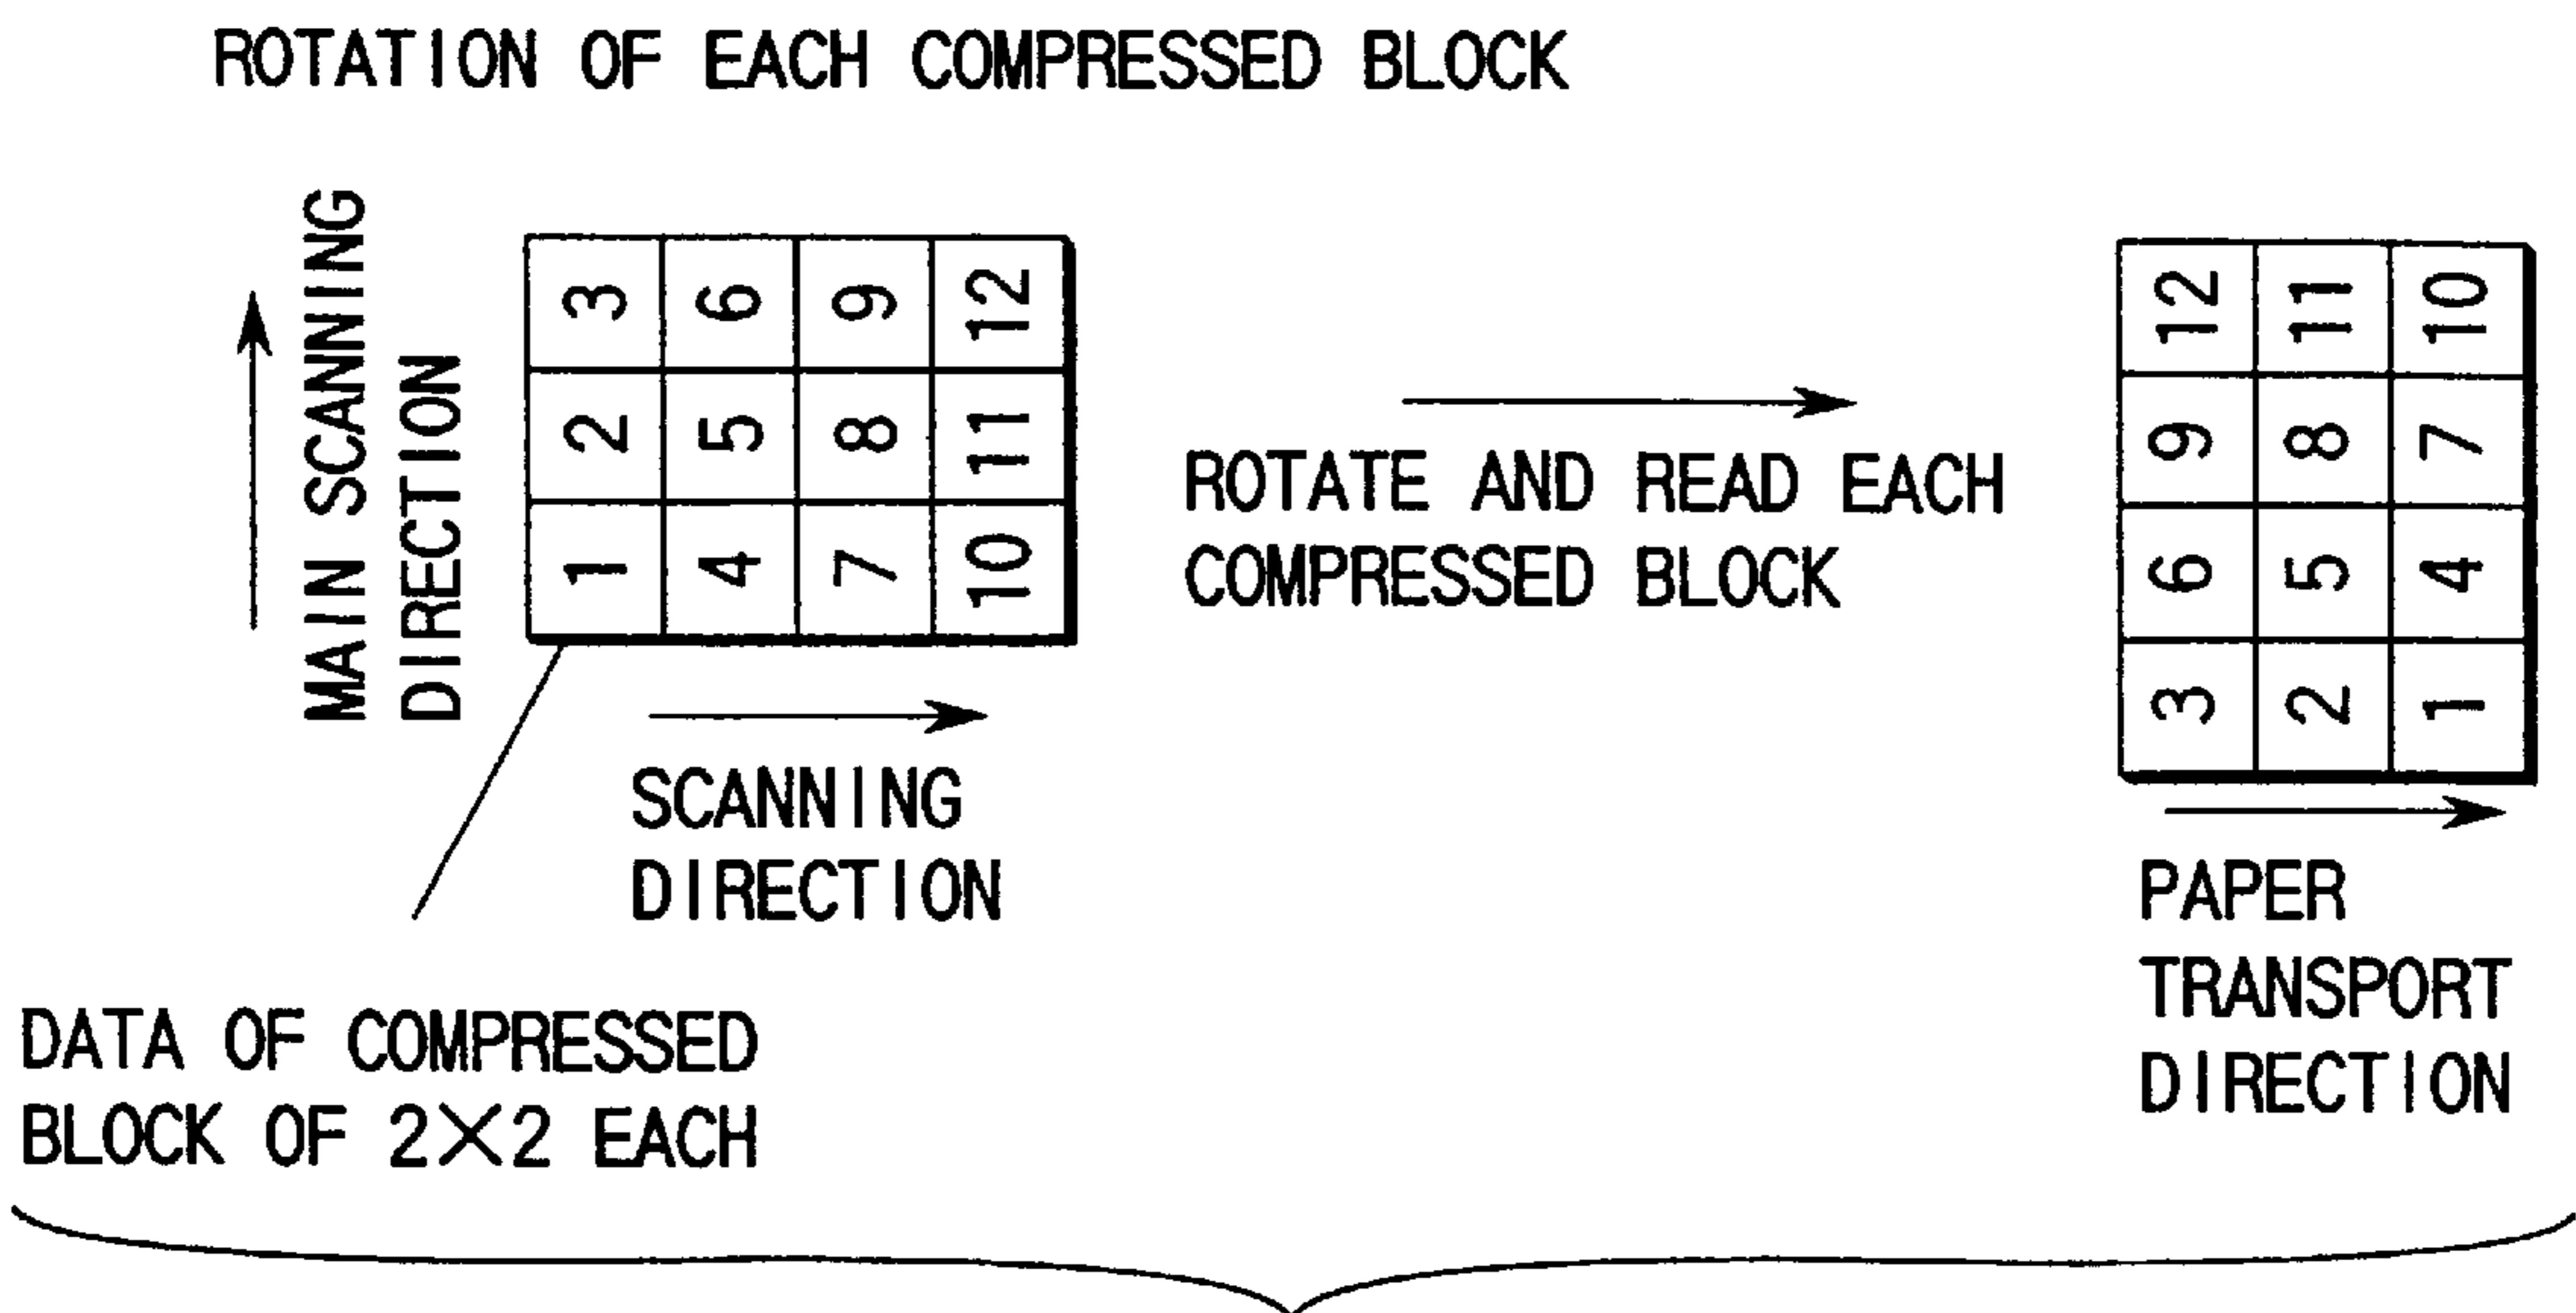 ROTATION OF EACH COMPRESSED BLOCK
MAIN SCANNING
DIRECTION
3 6 9 12
2 5 8 11
1 4 7 10
SCANNING
DIRECTION
DATA OF COMPRESSED
BLOCK OF 2×2 EACH
ROTATE AND READ EACH
COMPRESSED BLOCK
12 11 10
9 8 7
6 5 4
3 2 1
PAPER
TRANSPORT
DIRECTION